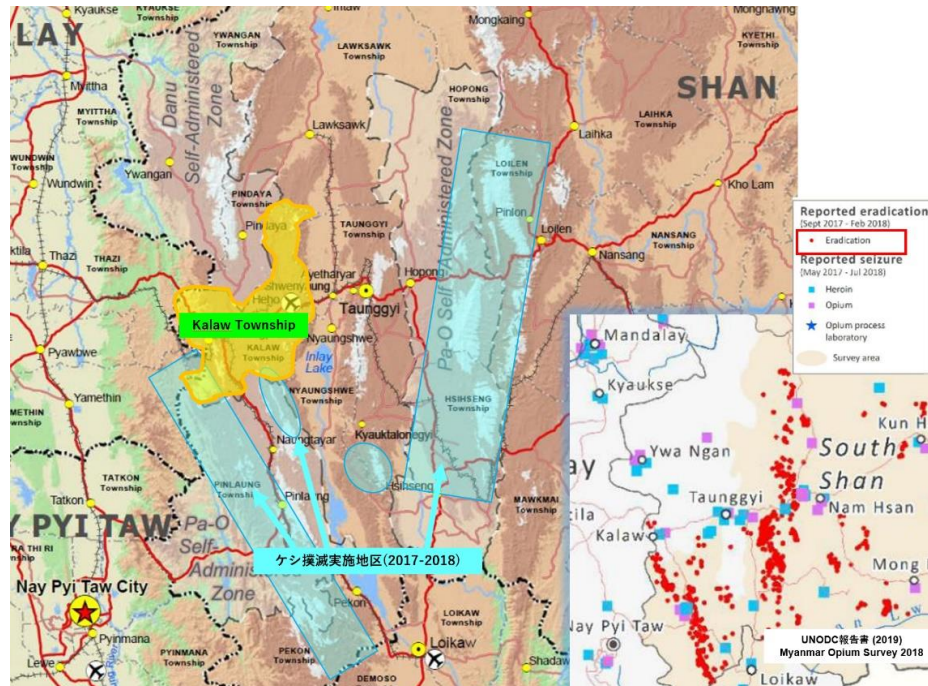 Kyaukse
KYAUKSE
Township
Intaw
Mongkaing
LAY
YWANGAN
Township
LAWKSAWK
Township
KYETHI
Township
Myittha
MYITTHA
Township
Danu
Self-Administered
Zone
HOPONG
Township
SHAN
Lawksawk
Laihka
LAIHKA
Township
WUNDWIN
Township
Wundwin
Ywangan
LOILEN
Township
PINDAYA
Township
Kho Lam
Pindaya
TAUNGGYI
Township
Pinlon
Pa-O Self Administered Zone
Loilen
NANSANG
Township
Nansang
Thazi
THAZI
Township
Ayetharyar
Hopong
Heho
Taunggyi
Kalaw Township
KALAW
Township
Nyaungshwe
Inlay
Lake
Pyawbwe
NYAUNGSHWE
Township
HSIHSENG
Township
Yamethin
Kyauktalonegyi
Naungtayar
TATKON
Township
Tatkon
PINLAUNG
Township
Pinlaung
Hsihseng
MAWKMAI
Township
PYI TAW
Pa-O
Self-
Administered
Zone
ケシ撲滅実施地区(2017-2018)
Nay Pyi Taw City
Pekon
LOIKAW
Township
Pyinmana
PYINMANA
Township
Loikaw
Lewe
PEKON
Township
DEMOSO
Shadaw
Reported eradication
(Sept 2017 - Feb 2018)
Eradication
Reported seizure
(May 2017 - Jul 2018)
Heroin
Opium
Opium process
laboratory
Survey area
Mandalay
Kyaukse
Kun H
Ywa Ngan
South
Shan
Taunggyi
Nam Hsan
Kalaw
Mong
Nay Pyi Taw
UNODC報告書 (2019)
Myanmar Opium Survey 2018
Loikaw